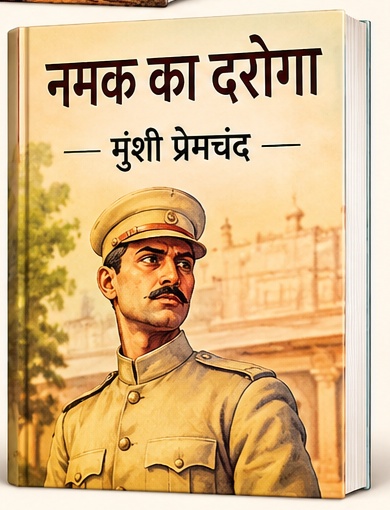 नमक का दरोगा
— मुंशी प्रेमचंद —